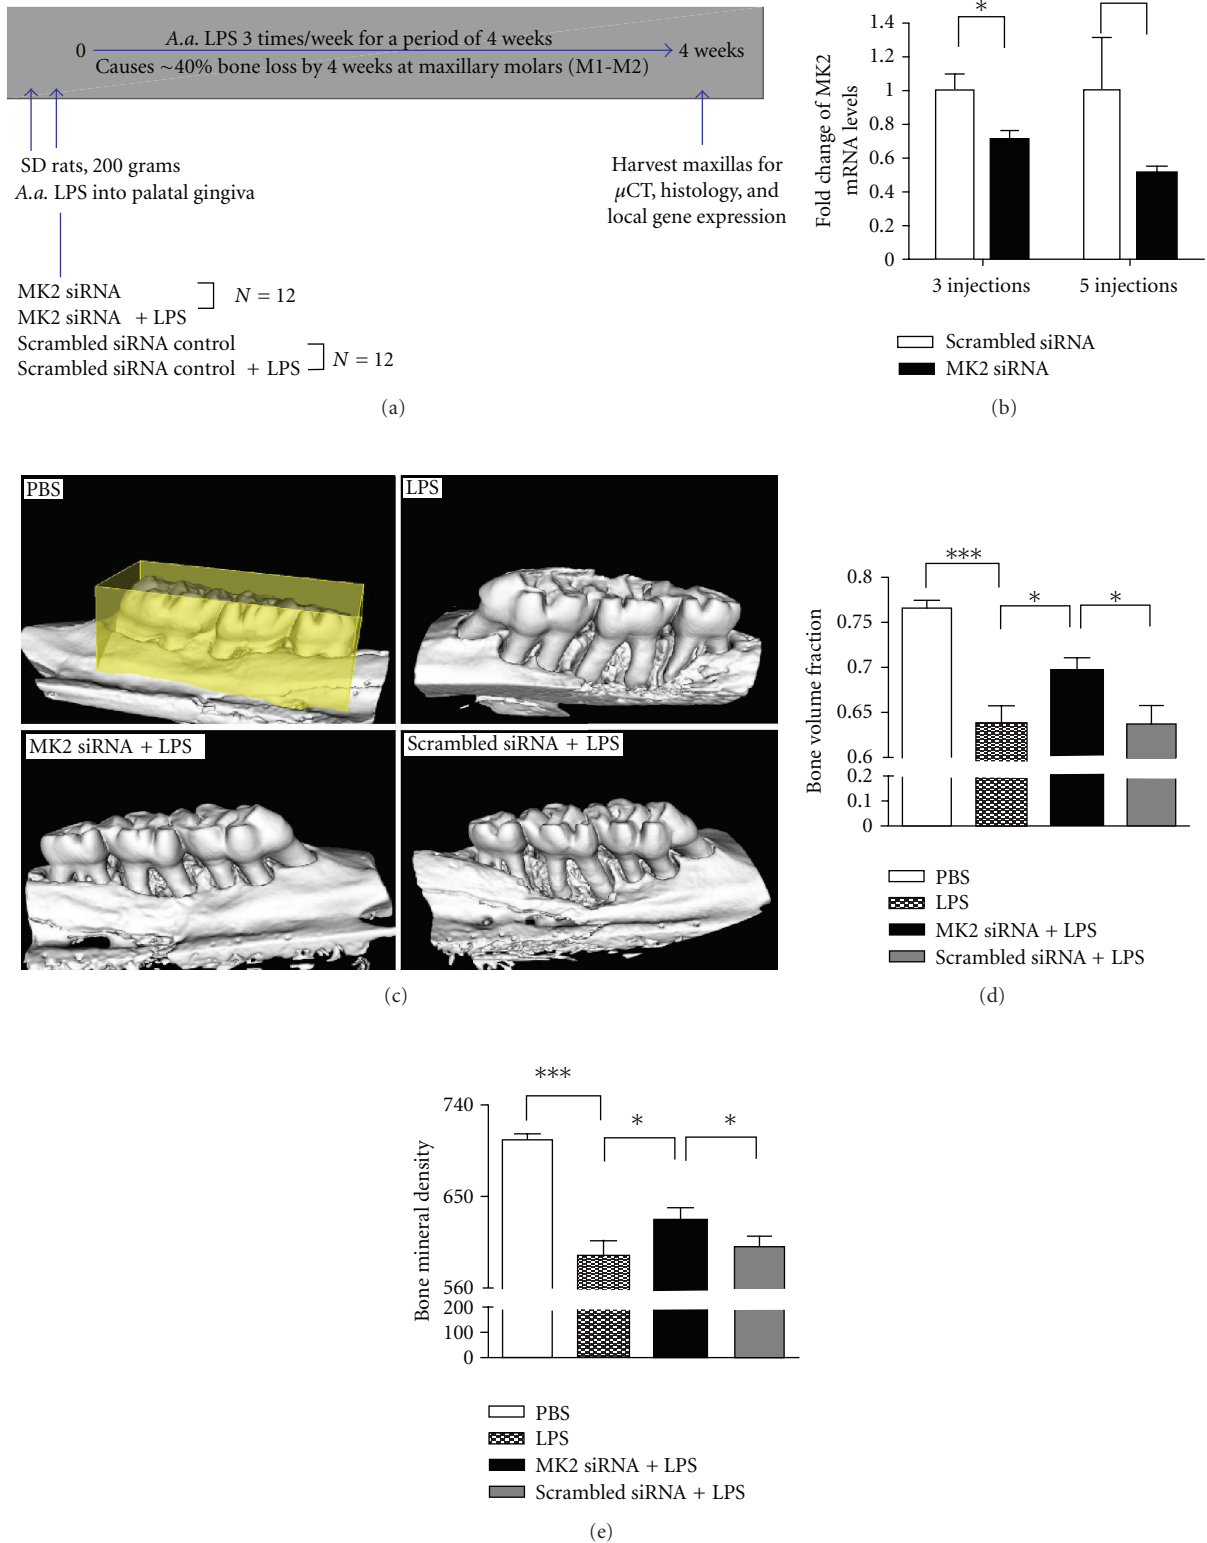 A.a. LPS 3 times/week for a period of 4 weeks
0
4 weeks
Causes ~40% bone loss by 4 weeks at maxillary molars (M1-M2)
SD rats, 200 grams
A.a. LPS into palatal gingiva
Harvest maxillas for
µCT, histology, and
local gene expression
MK2 siRNA
MK2 siRNA + LPS
N = 12
Scrambled siRNA control
Scrambled siRNA control + LPS
N = 12
(a)
Fold change of MK2
mRNA levels
1.4
1.2
1
0.8
0.6
0.4
0.2
0
*
3 injections
5 injections
Scrambled siRNA
MK2 siRNA
(b)
PBS
LPS
MK2 siRNA + LPS
Scrambled siRNA + LPS
(c)
Bone volume fraction
0.8
0.75
0.7
0.65
0.6
0.2
0.1
0
***
*
*
PBS
LPS
MK2 siRNA + LPS
Scrambled siRNA + LPS
(d)
Bone mineral density
740
650
560
200
100
0
***
*
*
PBS
LPS
MK2 siRNA + LPS
Scrambled siRNA + LPS
(e)